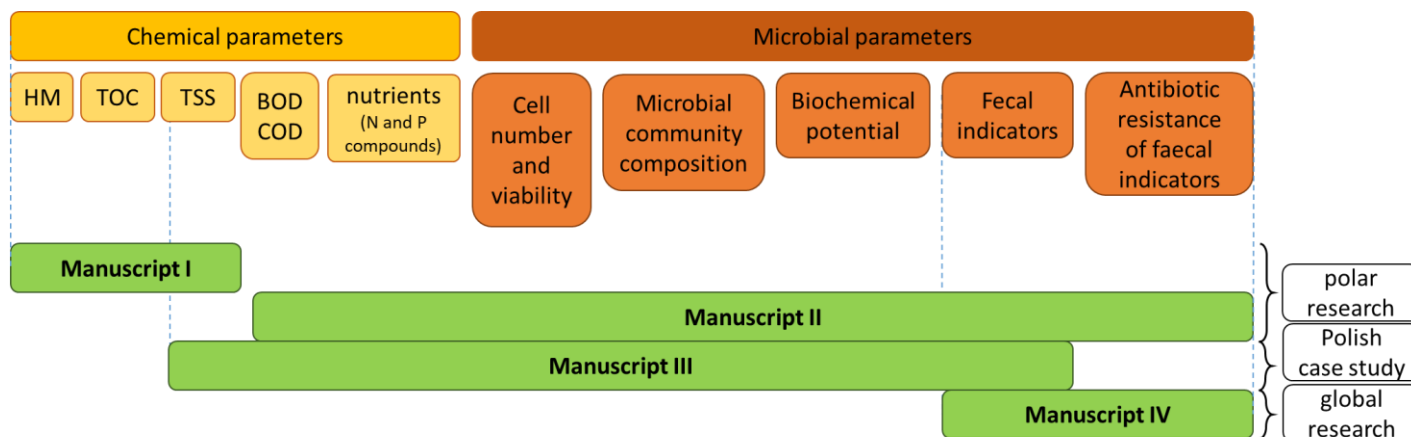 Chemical parameters
Microbial parameters
HM
TOC
TSS
BOD
COD
nutrients
(N and P
compounds)
Cell
number
and
viability
Microbial
community
composition
Biochemical
potential
Fecal
indicators
Antibiotic
resistance
of faecal
indicators
Manuscript I
Manuscript II
Manuscript III
Manuscript IV
polar
research
Polish
case study
global
research